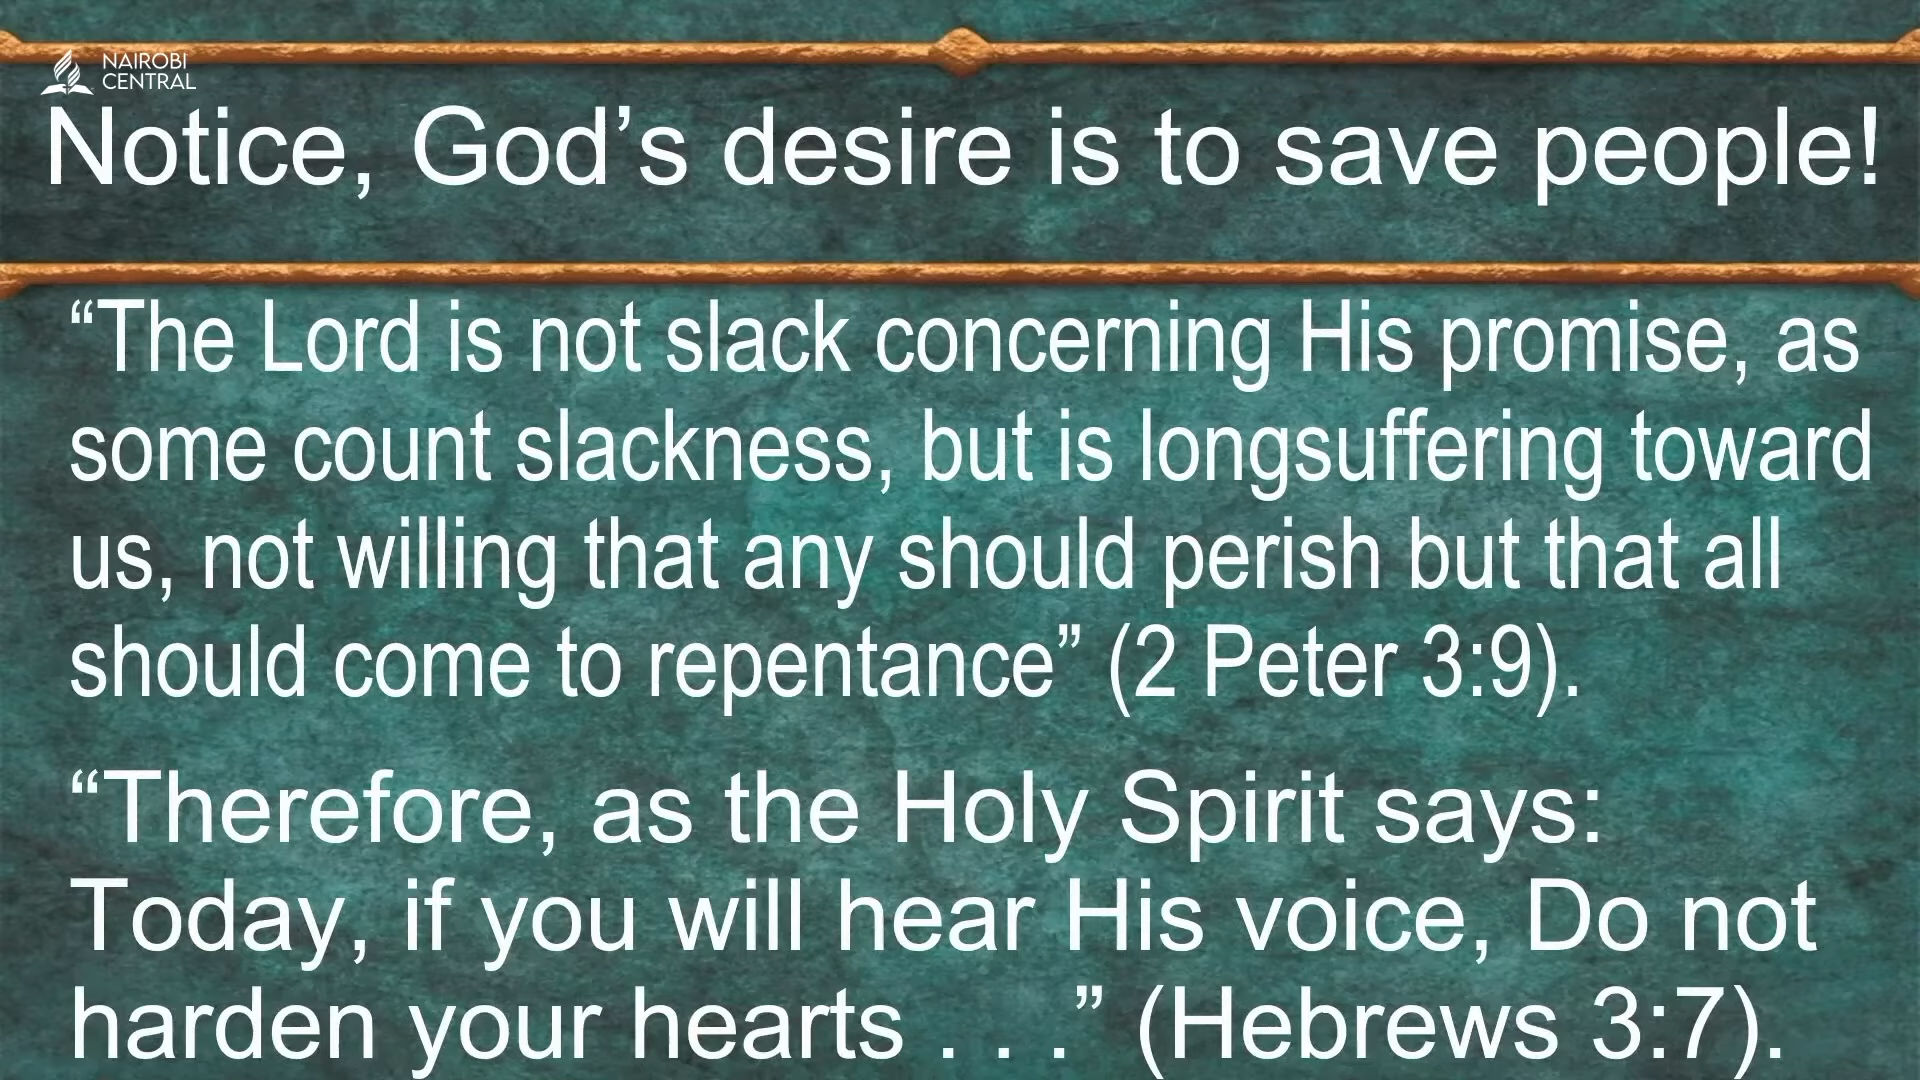 NAIROBI
CENTRAL
Notice, God’s desire is to save people!
“The Lord is not slack concerning His promise, as
some count slackness, but is longsuffering toward
us, not willing that any should perish but that all
should come to repentance” (2 Peter 3:9).
“Therefore, as the Holy Spirit says:
Today, if you will hear His voice, Do not
harden your hearts . . .” (Hebrews 3:7).